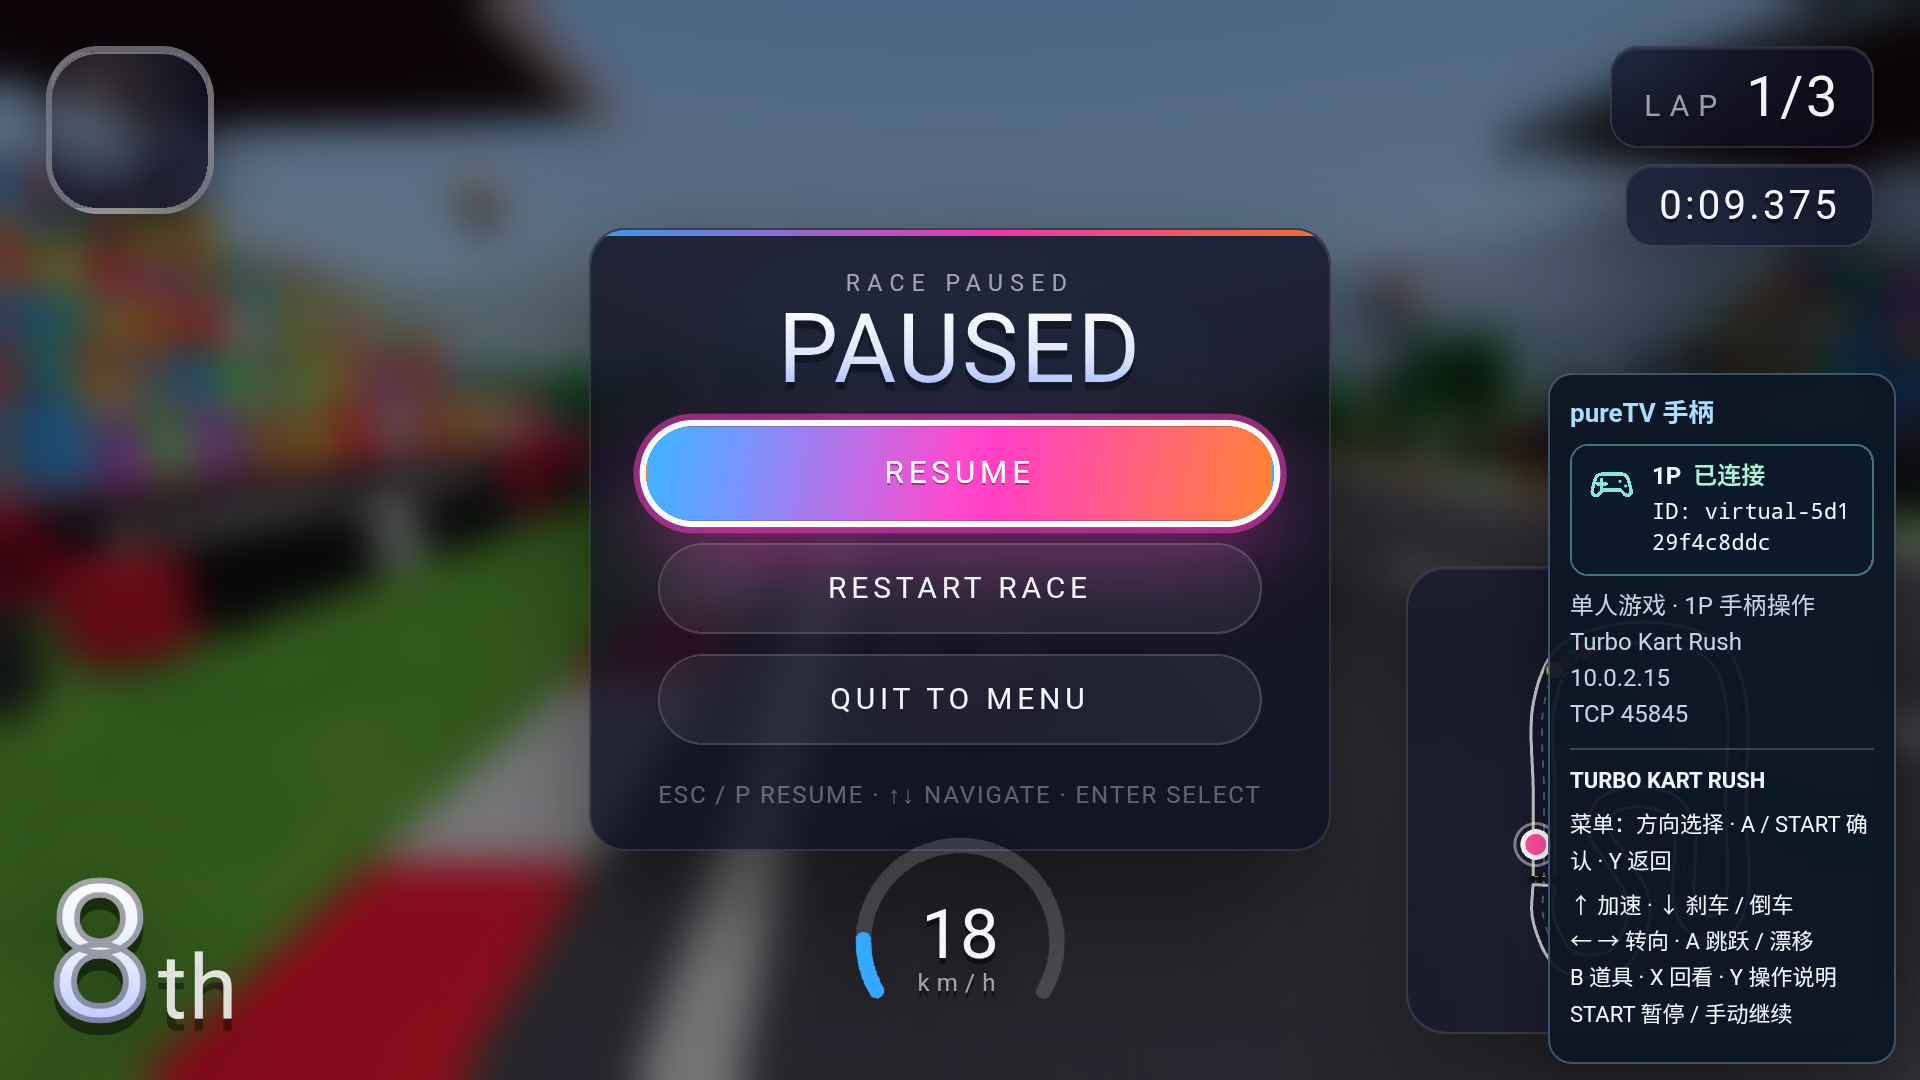 LAP 1/3
0:09.375
RACE PAUSED
PAUSED
RESUME
RESTART RACE
QUIT TO MENU
ESC / P RESUME · ↑↓ NAVIGATE · ENTER SELECT
8th
18
km/h
pureTV 手柄
1P 已连接
ID: virtual-5d1
29f4c8ddc
单人游戏 · 1P 手柄操作
Turbo Kart Rush
10.0.2.15
TCP 45845
TURBO KART RUSH
菜单：方向选择 · A / START 确
认 · Y 返回
↑ 加速 · ↓ 刹车 / 倒车
← → 转向 · A 跳跃 / 漂移
B 道具 · X 回看 · Y 操作说明
START 暂停 / 手动继续